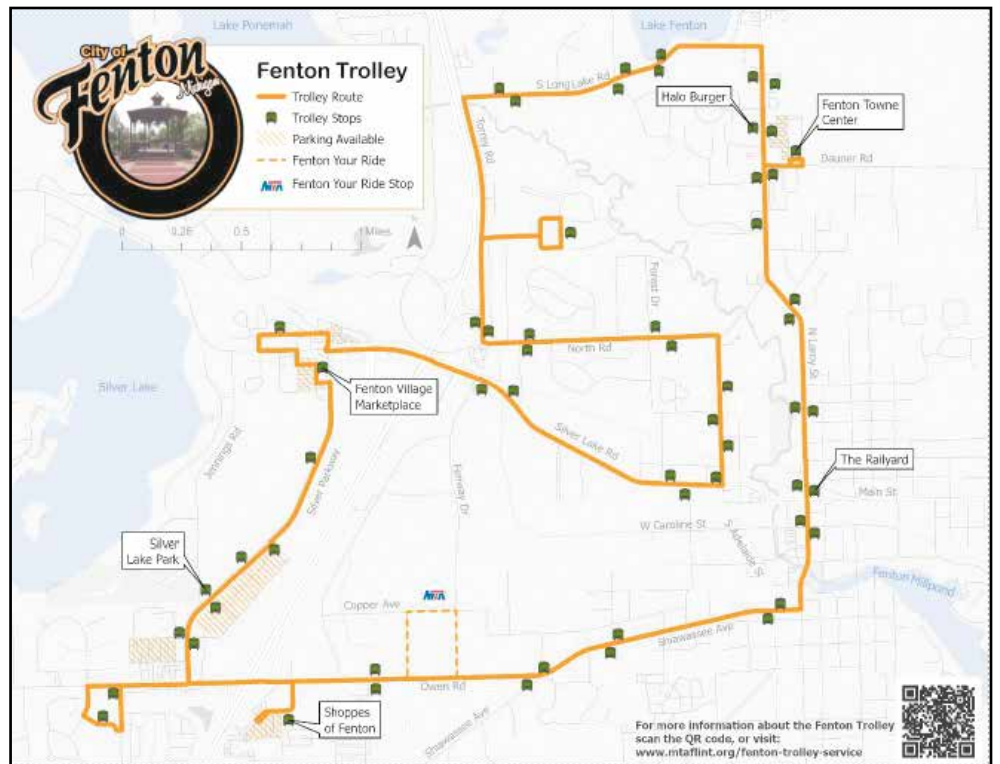 City of
Fenton
Michigan
Fenton Trolley
Trolley Route
Trolley Stops
Parking Available
Fenton Your Ride
Fenton Your Ride Stop
0 0.26 0.5 1 Miles
Lake Ponemah
Lake Fenton
S Long Lake Rd
Halo Burger
Fenton Towne
Center
Dauner Rd
Torrey Rd
Forest Dr
North Rd
N Leroy St
Silver Lake
Fenton Village
Marketplace
Jennings Rd
Silver Parkway
Silver Lake Rd
Fenway Dr
The Railyard
Main St
W Caroline St
S Adelaide St
Silver
Lake Park
Fenton Millpond
MTA
Copper Ave
Shiawassee Ave
Owen Rd
Shoppes
of Fenton
Shiawassee Ave
For more information about the Fenton Trolley
scan the QR code, or visit:
www.mtaflint.org/fenton-trolley-service